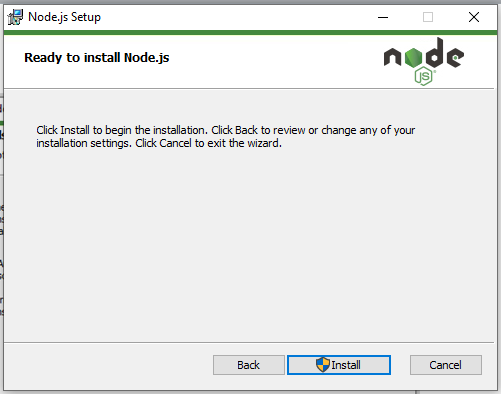 Node.js Setup
Ready to install Node.js
node
JS
Click Install to begin the installation. Click Back to review or change any of your
installation settings. Click Cancel to exit the wizard.
Back
Install
Cancel